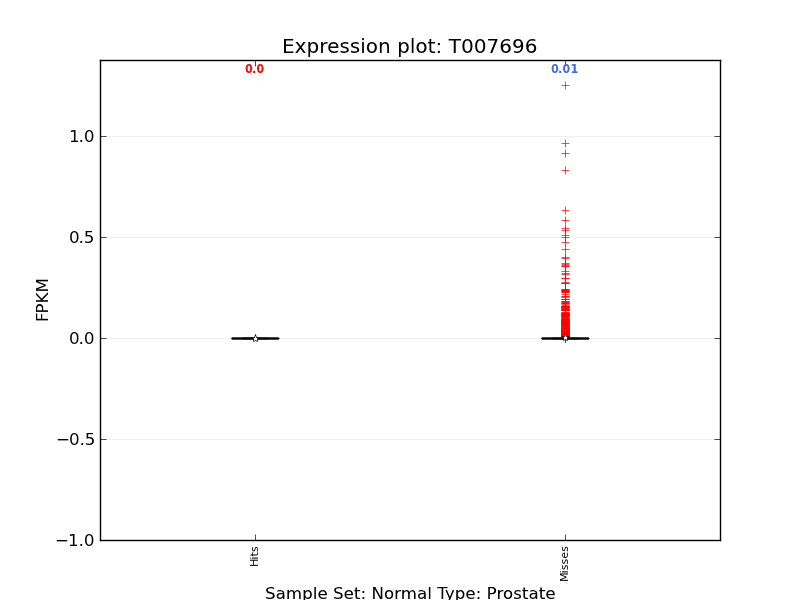 Expression plot: T007696
0.0 0.01
1.0
0.5
0.0
−0.5
−1.0
FPKM
Hits Misses
Sample Set: Normal Type: Prostate